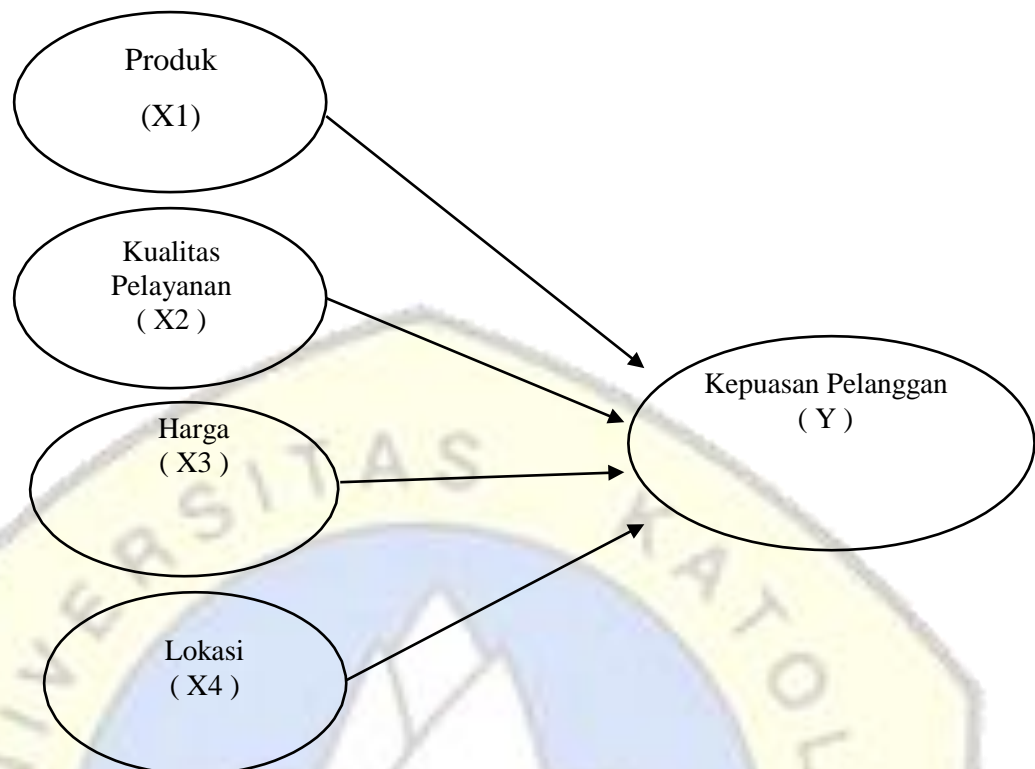 Produk
(X1)
Kualitas
Pelayanan
( X2 )
Harga
( X3 )
Lokasi
( X4 )
Kepuasan Pelanggan
( Y )